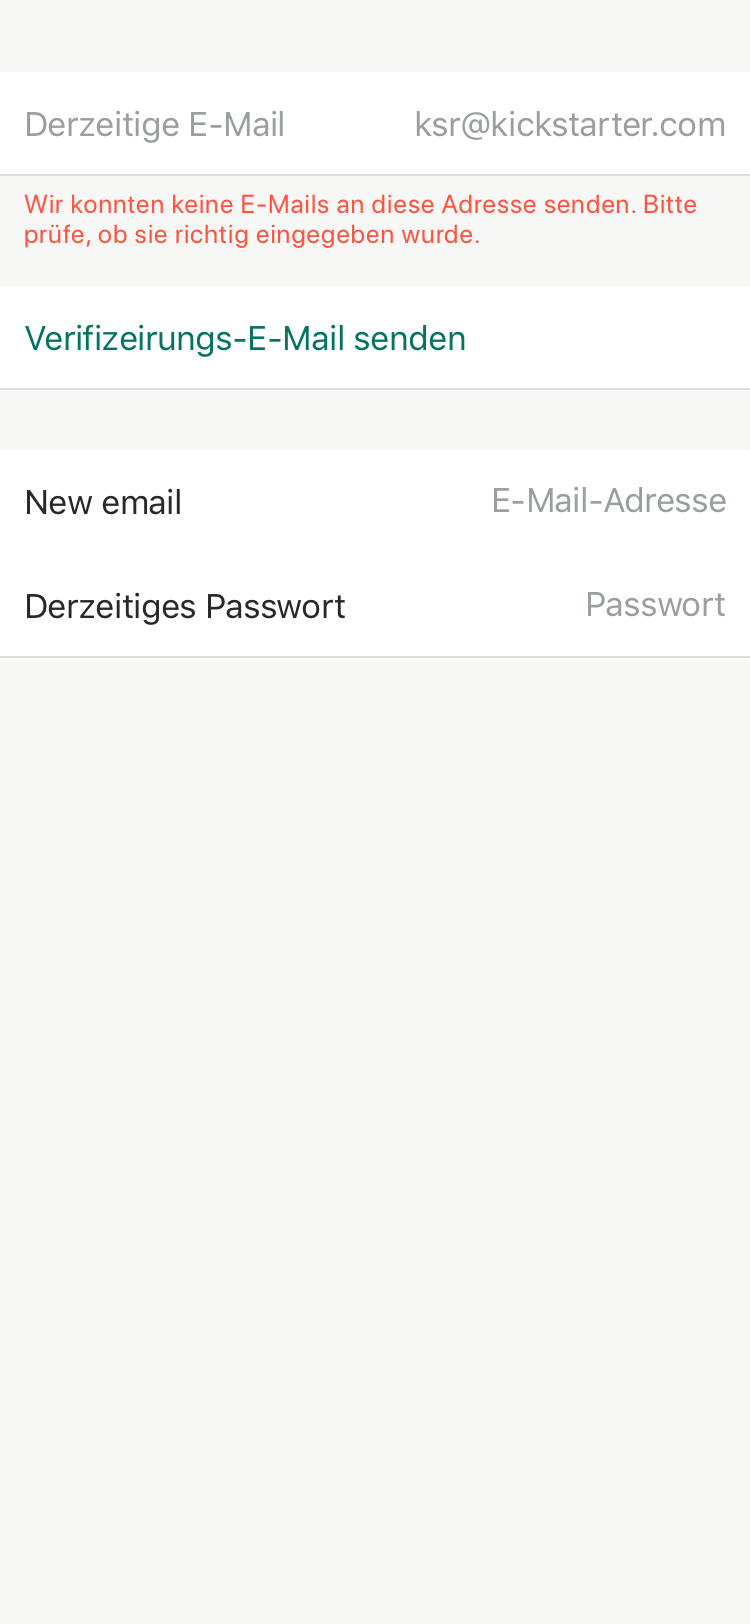 Derzeitige E-Mail ksr@kickstarter.com
Wir konnten keine E-Mails an diese Adresse senden. Bitte
prüfe, ob sie richtig eingegeben wurde.
Verifizeirungs-E-Mail senden
New email E-Mail-Adresse
Derzeitiges Passwort Passwort